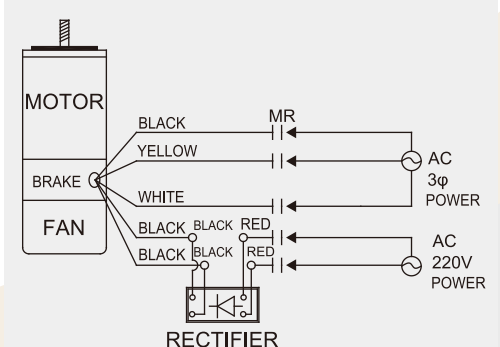 MOTOR
BRAKE
FAN
BLACK
YELLOW
WHITE
BLACK BLACK RED
BLACK BLACK RED
MR
AC
3φ
POWER
AC
220V
POWER
RECTIFIER